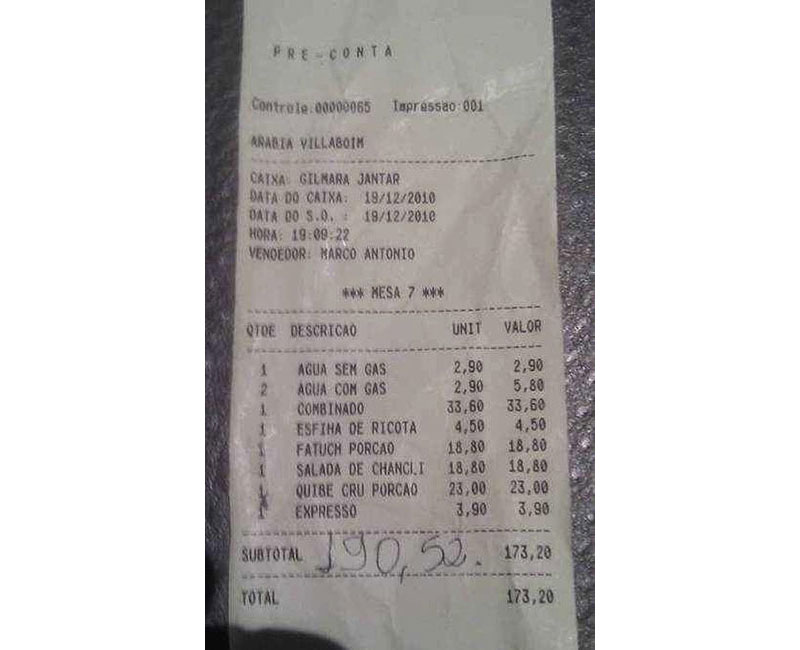 PRE-CONTA
Controle:00000065 Impressao:001
ARABIA VILLABOIM
CAIXA: GILMARA JANTAR
DATA DO CAIXA: 19/12/2010
DATA DO S.O. : 19/12/2010
HORA: 19:09:22
VENDEDOR: MARCO ANTONIO
*** MESA 7 ***
QTDE DESCRICAO UNIT VALOR
1 AGUA SEM GAS 2,90 2,90
2 AGUA COM GAS 2,90 5,80
1 COMBINADO 33,60 33,60
1 ESFIHA DE RICOTA 4,50 4,50
1 FATUCH PORCAO 18,80 18,80
1 SALADA DE CHANCLI 18,80 18,80
1 QUIBE CRU PORCAO 23,00 23,00
1 EXPRESSO 3,90 3,90
SUBTOTAL 190,52. 173,20
TOTAL 173,20